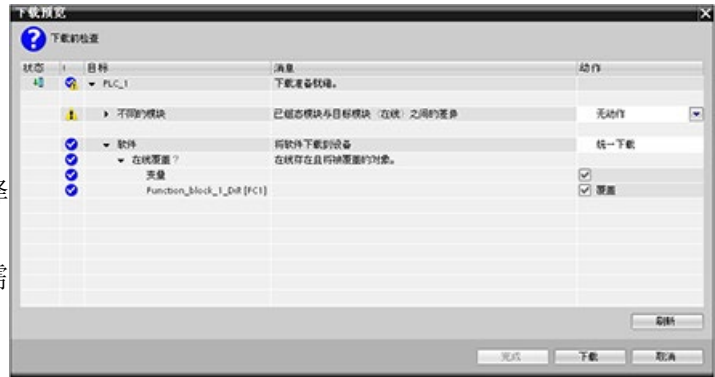 下载预览
下载前检查
状态 ! 目标 消息 动作
PLC_1 下载准备就绪。
不同的模块 已组态模块与目标模块（在线）之间的差异 无动作
软件 将软件下载到设备 统一下载
在线覆盖？ 在线存在且将被覆盖的对象。
变量
Function_block_1_DiR [FC1] 覆盖
刷新
完成 下载 取消